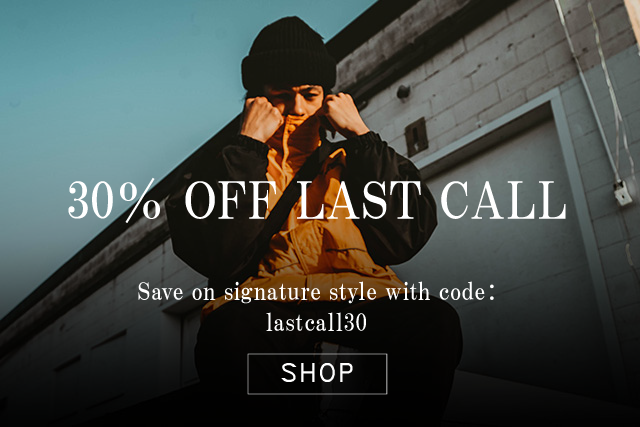 30% OFF LAST CALL
Save on signature style with code:
lastcall30
SHOP